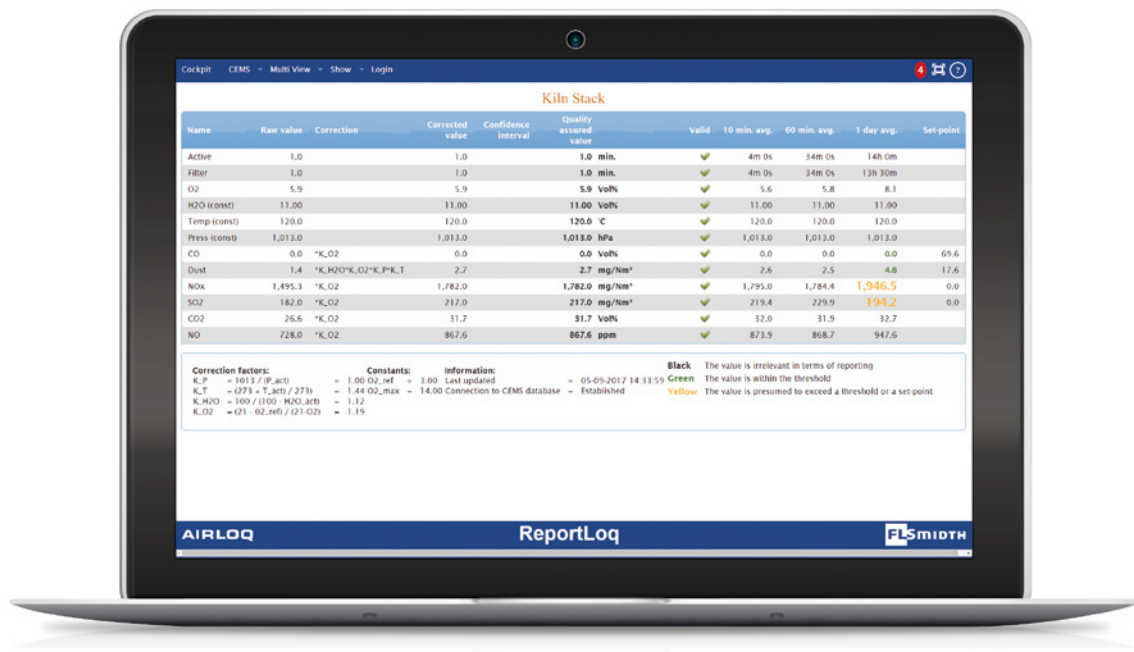 Cockpit CEMS Multi View Show Login 4 ?
Kiln Stack
Name Raw value Correction Corrected value Confidence interval Quality assured value Valid 10 min. avg. 60 min. avg. 1 day avg. Set-point
Active 1.0 1.0 1.0 min. 4m 0s 34m 0s 14h 0m
Filter 1.0 1.0 1.0 min. 4m 0s 34m 0s 13h 30m
O2 5.9 5.9 5.9 Vol% 5.6 5.8 8.1
H2O (const) 11.00 11.00 11.00 Vol% 11.00 11.00 11.00
Temp (const) 120.0 120.0 120.0 °C 120.0 120.0 120.0
Press (const) 1,013.0 1,013.0 1,013.0 hPa 1,013.0 1,013.0 1,013.0
CO 0.0 *K_O2 0.0 0.0 Vol% 0.0 0.0 0.0 69.6
Dust 1.4 *K_H2O*K_O2*K_P*K_T 2.7 2.7 mg/Nm³ 2.6 2.5 4.6 17.6
NOx 1,495.3 *K_O2 1,782.0 1,782.0 mg/Nm³ 1,795.0 1,784.4 1,946.5 0.0
SO2 182.0 *K_O2 217.0 217.0 mg/Nm³ 219.4 229.9 194.2 0.0
CO2 26.6 *K_O2 31.7 31.7 Vol% 32.0 31.9 32.7
NO 728.0 *K_O2 867.6 867.6 ppm 873.9 868.7 947.6
Correction factors: Constants: Information: Black The value is irrelevant in terms of reporting
K_P = 1013 / (P_act) = 1.00 O2_ref = 3.00 Last updated = 05-09-2017 14:33:59 Green The value is within the threshold
K_T = (273 + T_act) / 273) = 1.44 O2_max = 14.00 Connection to CEMS database = Established Yellow The value is presumed to exceed a threshold or a set-point
K_H2O = 100 / (100 - H2O_act) = 1.12
K_O2 = (21 - O2_ref) / (21-O2) = 1.19
AIRLOQ ReportLoq FLSMIDTH